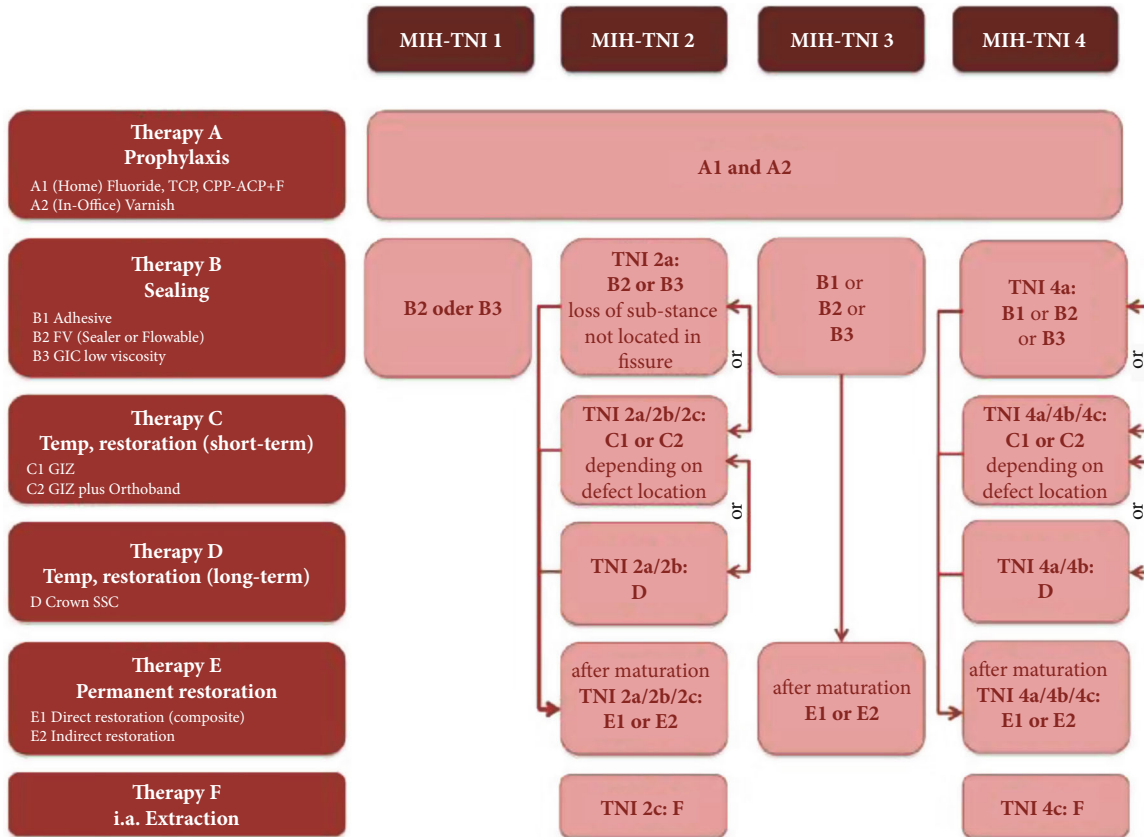 MIH-TNI 1
MIH-TNI 2
MIH-TNI 3
MIH-TNI 4
Therapy A
Prophylaxis
A1 (Home) Fluoride, TCP, CPP-ACP+F
A2 (In-Office) Varnish
A1 and A2
Therapy B
Sealing
B1 Adhesive
B2 FV (Sealer or Flowable)
B3 GIC low viscosity
B2 oder B3
TNI 2a:
B2 or B3
loss of sub-stance
not located in
fissure
or
B1 or
B2 or
B3
TNI 4a:
B1 or B2
or B3
or
Therapy C
Temp, restoration (short-term)
C1 GIZ
C2 GIZ plus Orthoband
TNI 2a/2b/2c:
C1 or C2
depending on
defect location
or
TNI 4a/4b/4c:
C1 or C2
depending on
defect location
or
Therapy D
Temp, restoration (long-term)
D Crown SSC
TNI 2a/2b:
D
TNI 4a/4b:
D
Therapy E
Permanent restoration
E1 Direct restoration (composite)
E2 Indirect restoration
after maturation
TNI 2a/2b/2c:
E1 or E2
after maturation
E1 or E2
after maturation
TNI 4a/4b/4c:
E1 or E2
Therapy F
i.a. Extraction
TNI 2c: F
TNI 4c: F